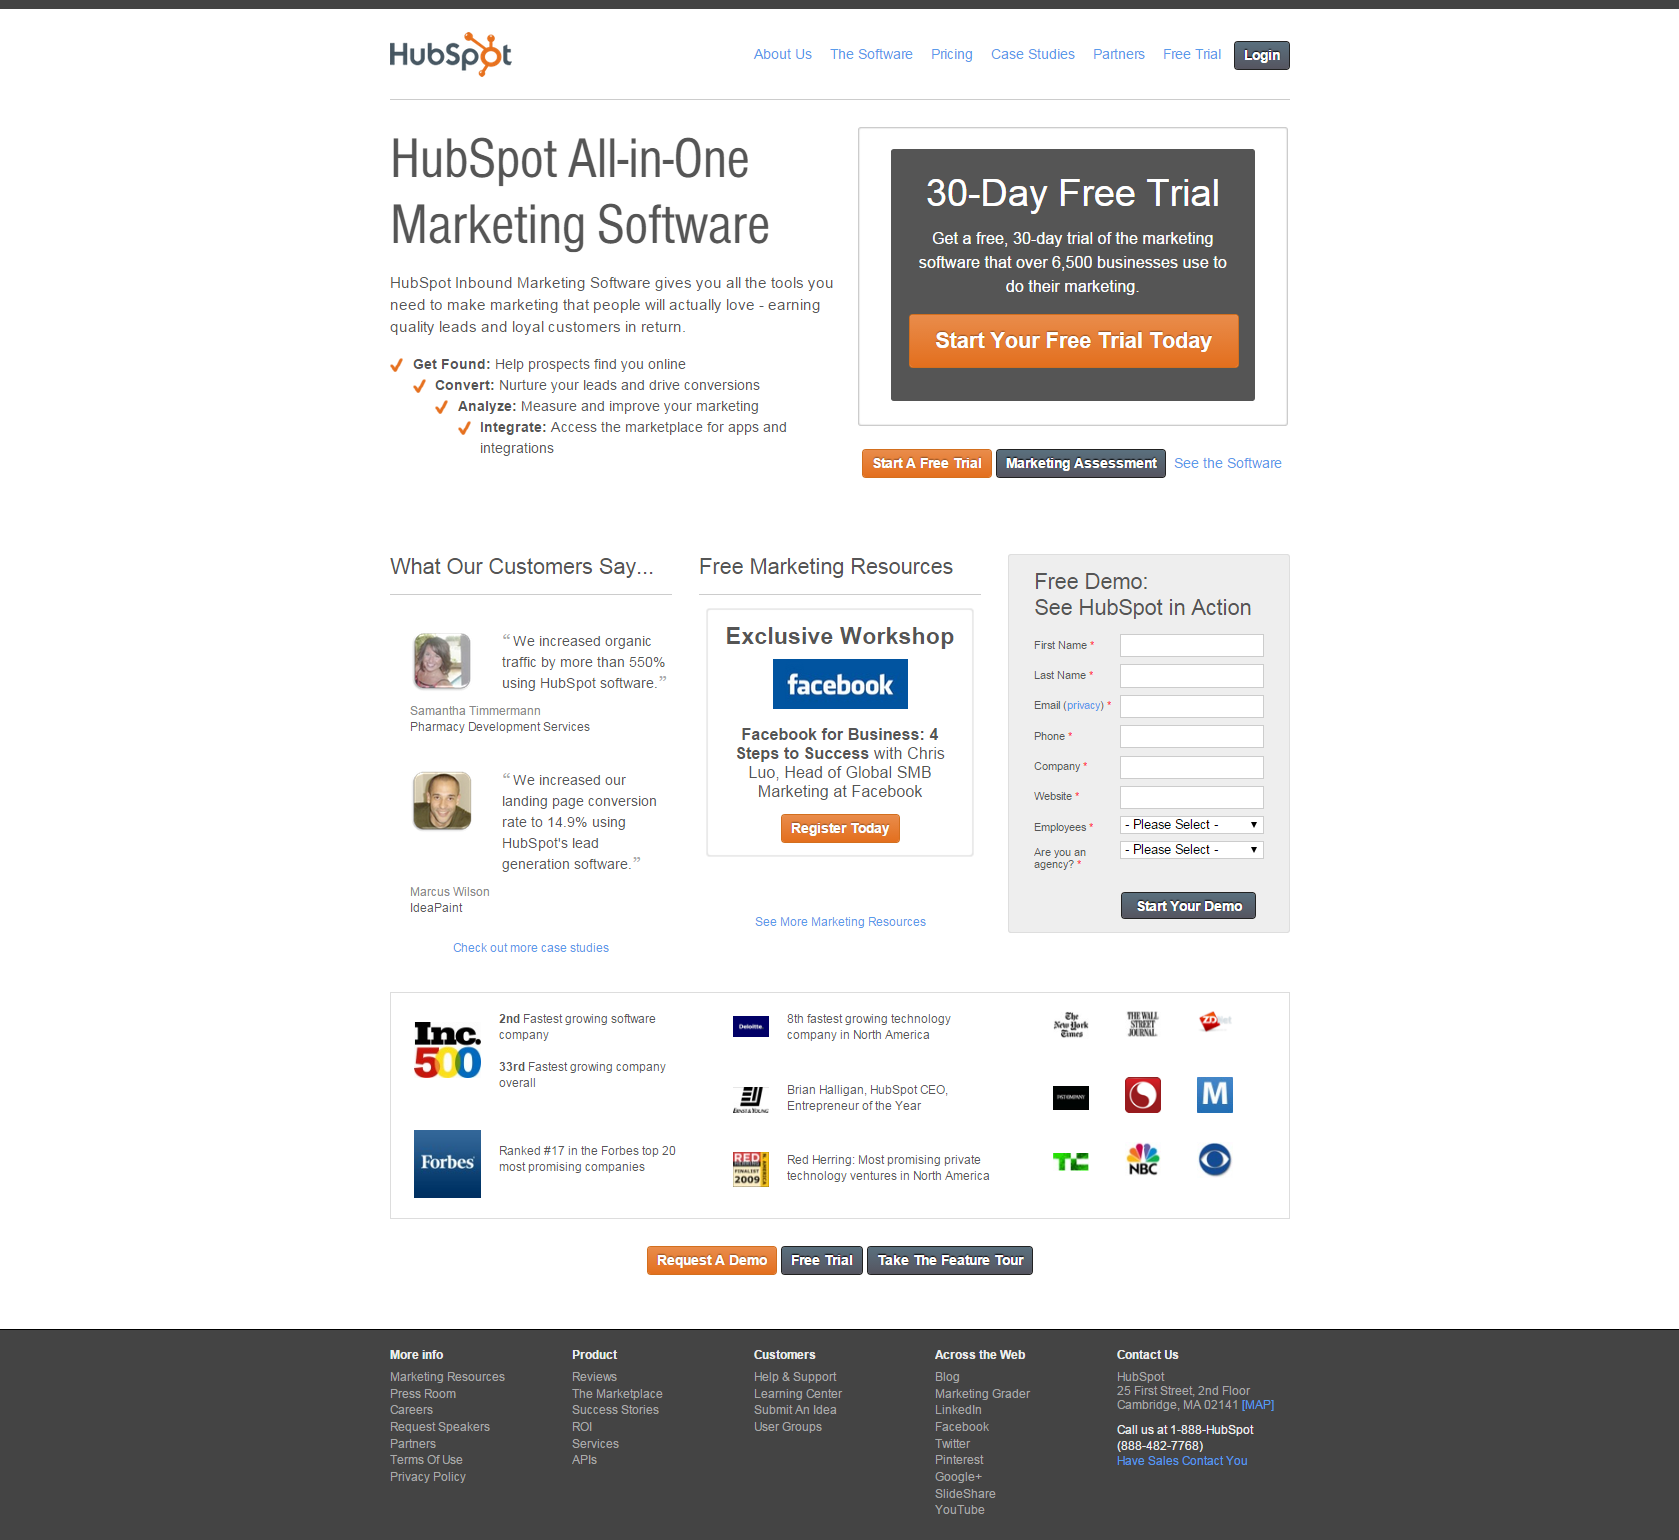 HubSpot
About Us The Software Pricing Case Studies Partners Free Trial Login
HubSpot All-in-One
Marketing Software
HubSpot Inbound Marketing Software gives you all the tools you
need to make marketing that people will actually love - earning
quality leads and loyal customers in return.
Get Found: Help prospects find you online
Convert: Nurture your leads and drive conversions
Analyze: Measure and improve your marketing
Integrate: Access the marketplace for apps and
integrations
30-Day Free Trial
Get a free, 30-day trial of the marketing
software that over 6,500 businesses use to
do their marketing.
Start Your Free Trial Today
Start A Free Trial Marketing Assessment See the Software
What Our Customers Say...
“We increased organic
traffic by more than 550%
using HubSpot software.”
Samantha Timmermann
Pharmacy Development Services
“We increased our
landing page conversion
rate to 14.9% using
HubSpot's lead
generation software.”
Marcus Wilson
IdeaPaint
Check out more case studies
Free Marketing Resources
Exclusive Workshop
facebook
Facebook for Business: 4
Steps to Success with Chris
Luo, Head of Global SMB
Marketing at Facebook
Register Today
See More Marketing Resources
Free Demo:
See HubSpot in Action
First Name *
Last Name *
Email (privacy) *
Phone *
Company *
Website *
Employees * - Please Select -
Are you an
agency? * - Please Select -
Start Your Demo
Inc.
500
2nd Fastest growing software
company
33rd Fastest growing company
overall
Forbes
Ranked #17 in the Forbes top 20
most promising companies
Deloitte.
8th fastest growing technology
company in North America
ERNST & YOUNG
Brian Halligan, HubSpot CEO,
Entrepreneur of the Year
RED
FINALIST
2009
Red Herring: Most promising private
technology ventures in North America
The
New York
Times
THE WALL
STREET
JOURNAL
ZDNet
FAST COMPANY
M
TC
NBC
Request A Demo Free Trial Take The Feature Tour
More info
Marketing Resources
Press Room
Careers
Request Speakers
Partners
Terms Of Use
Privacy Policy
Product
Reviews
The Marketplace
Success Stories
ROI
Services
APIs
Customers
Help & Support
Learning Center
Submit An Idea
User Groups
Across the Web
Blog
Marketing Grader
LinkedIn
Facebook
Twitter
Pinterest
Google+
SlideShare
YouTube
Contact Us
HubSpot
25 First Street, 2nd Floor
Cambridge, MA 02141 [MAP]
Call us at 1-888-HubSpot
(888-482-7768)
Have Sales Contact You